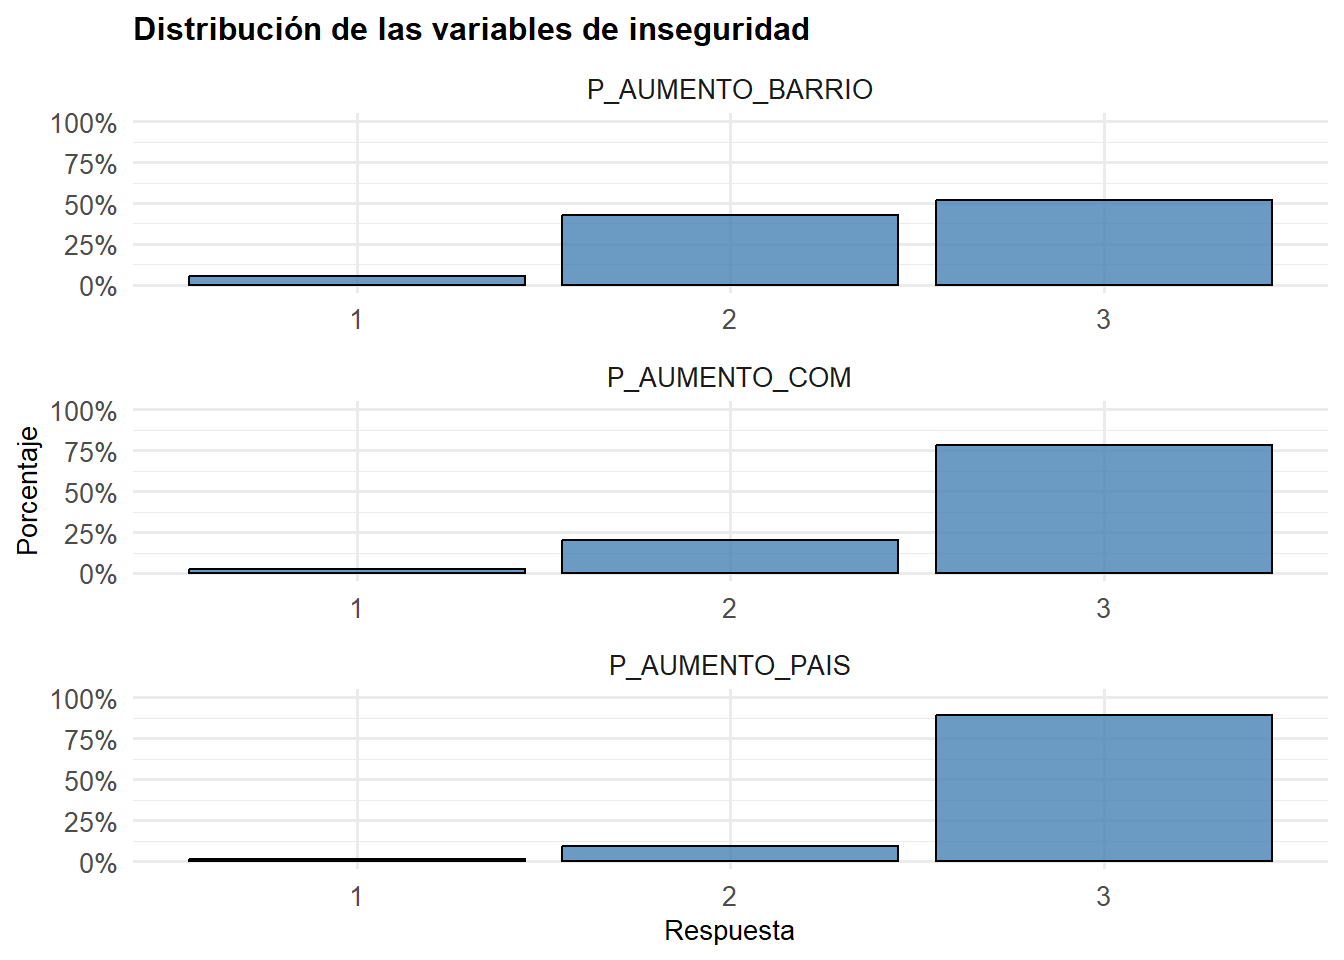 Distribución de las variables de inseguridad
P_AUMENTO_BARRIO
100%
75%
50%
25%
0%
1 2 3
P_AUMENTO_COM
100%
75%
50%
25%
0%
1 2 3
Porcentaje
P_AUMENTO_PAIS
100%
75%
50%
25%
0%
1 2 3
Respuesta